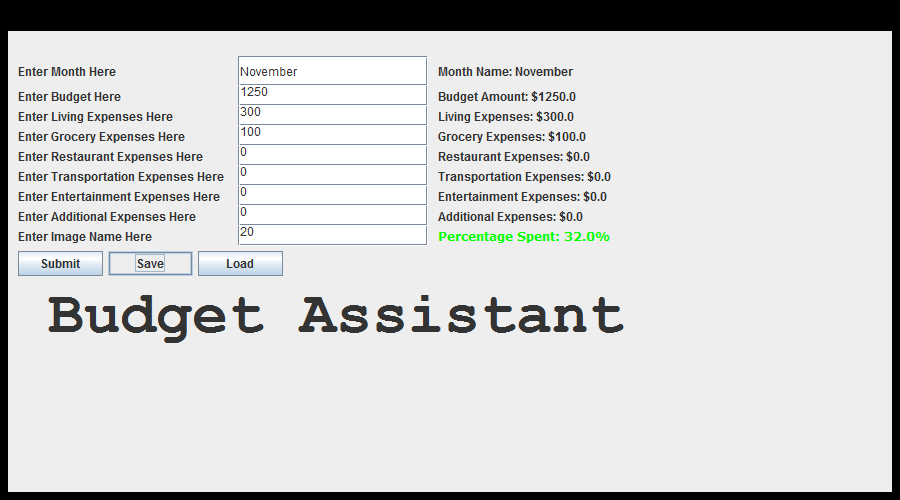 Enter Month Here November Month Name: November
Enter Budget Here 1250 Budget Amount: $1250.0
Enter Living Expenses Here 300 Living Expenses: $300.0
Enter Grocery Expenses Here 100 Grocery Expenses: $100.0
Enter Restaurant Expenses Here 0 Restaurant Expenses: $0.0
Enter Transportation Expenses Here 0 Transportation Expenses: $0.0
Enter Entertainment Expenses Here 0 Entertainment Expenses: $0.0
Enter Additional Expenses Here 0 Additional Expenses: $0.0
Enter Image Name Here 20 Percentage Spent: 32.0%
Submit Save Load
Budget Assistant